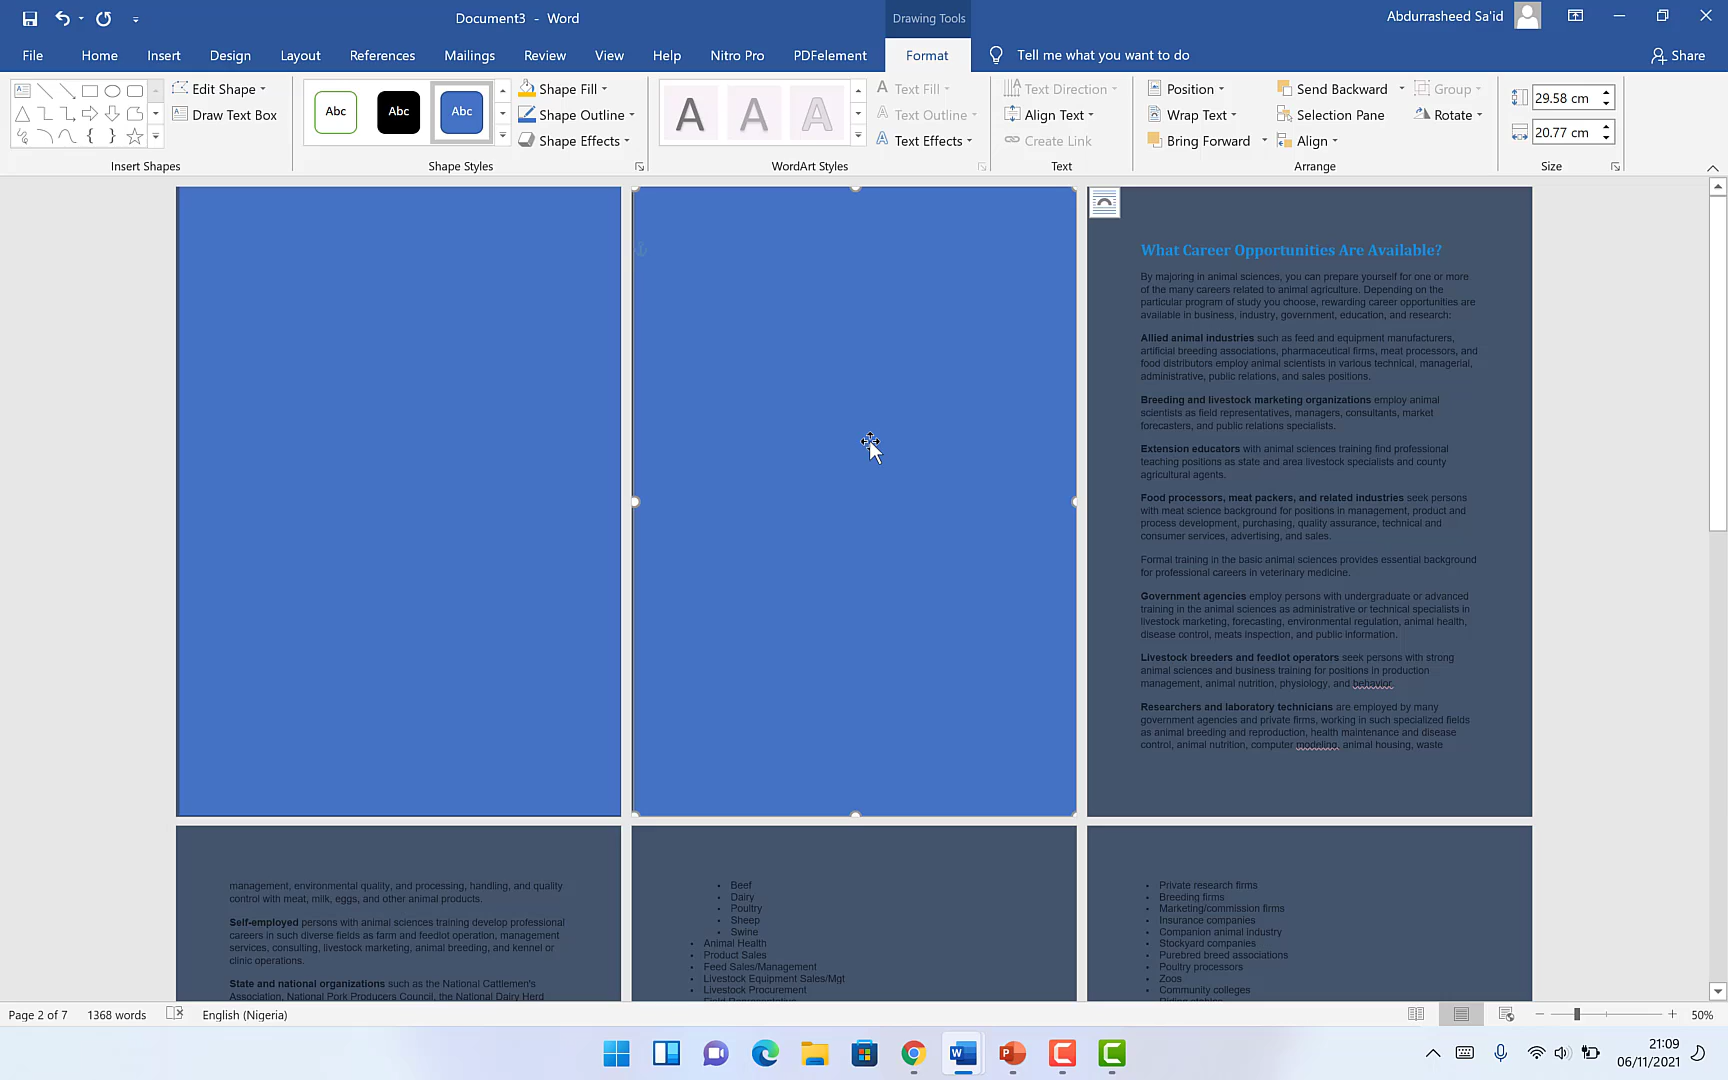 Document3 - Word
Drawing Tools
Abdurrasheed Sa'id
File
Home
Insert
Design
Layout
References
Mailings
Review
View
Help
Nitro Pro
PDFelement
Format
Tell me what you want to do
Share
Edit Shape
Draw Text Box
Insert Shapes
Abc
Abc
Abc
Shape Fill
Shape Outline
Shape Effects
Shape Styles
A
A
A
Text Fill
Text Outline
Text Effects
WordArt Styles
Text Direction
Align Text
Create Link
Text
Position
Wrap Text
Bring Forward
Send Backward
Selection Pane
Align
Group
Rotate
Arrange
29.58 cm
20.77 cm
Size
What Career Opportunities Are Available?
By majoring in animal sciences, you can prepare yourself for one or more
of the many careers related to animal agriculture. Depending on the
particular program of study you choose, rewarding career opportunities are
available in business, industry, government, education, and research:
Allied animal industries such as feed and equipment manufacturers,
artificial breeding associations, pharmaceutical firms, meat processors, and
food distributors employ animal scientists in various technical, managerial,
administrative, public relations, and sales positions.
Breeding and livestock marketing organizations employ animal
scientists as field representatives, managers, consultants, market
forecasters, and public relations specialists.
Extension educators with animal sciences training find professional
teaching positions as state and area livestock specialists and county
agricultural agents.
Food processors, meat packers, and related industries seek persons
with meat science background for positions in management, product and
process development, purchasing, quality assurance, technical and
consumer services, advertising, and sales.
Formal training in the basic animal sciences provides essential background
for professional careers in veterinary medicine.
Government agencies employ persons with undergraduate or advanced
training in the animal sciences as administrative or technical specialists in
livestock marketing, forecasting, environmental regulation, animal health,
disease control, meats inspection, and public information.
Livestock breeders and feedlot operators seek persons with strong
animal sciences and business training for positions in production
management, animal nutrition, physiology, and behavior.
Researchers and laboratory technicians are employed by many
government agencies and private firms, working in such specialized fields
as animal breeding and reproduction, health maintenance and disease
control, animal nutrition, computer modeling, animal housing, waste
management, environmental quality, and processing, handling, and quality
control with meat, milk, eggs, and other animal products.
Self-employed persons with animal sciences training develop professional
careers in such diverse fields as farm and feedlot operation, management
services, consulting, livestock marketing, animal breeding, and kennel or
clinic operations.
State and national organizations such as the National Cattlemen's
Association, National Pork Producers Council, the National Dairy Herd
• Beef
• Dairy
• Poultry
• Sheep
• Swine
• Animal Health
• Product Sales
• Feed Sales/Management
• Livestock Equipment Sales/Mgt
• Livestock Procurement
• Field Representative
• Private research firms
• Breeding firms
• Marketing/commission firms
• Insurance companies
• Companion animal industry
• Stockyard companies
• Purebred breed associations
• Poultry processors
• Zoos
• Community colleges
• Riding stables
Page 2 of 7
1368 words
English (Nigeria)
50%
21:09
06/11/2021